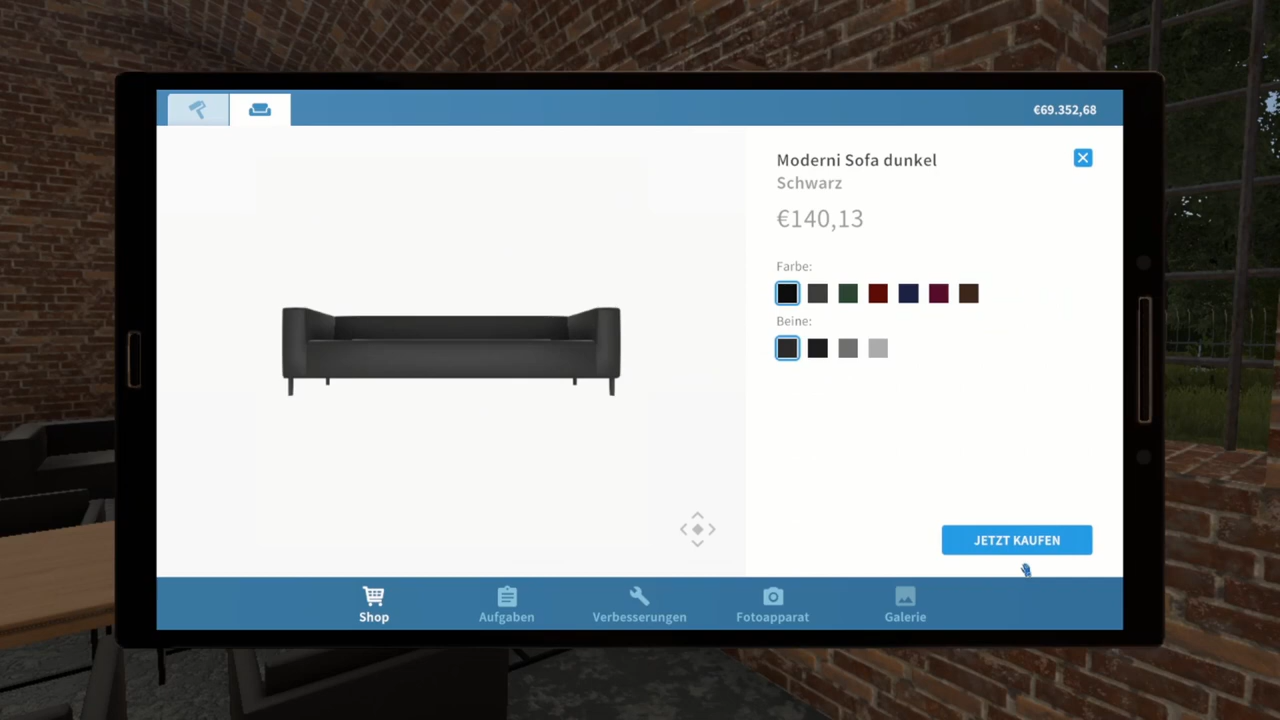 €69.352,68
Moderni Sofa dunkel
Schwarz
€140,13
Farbe:
Beine:
JETZT KAUFEN
Shop
Aufgaben
Verbesserungen
Fotoapparat
Galerie